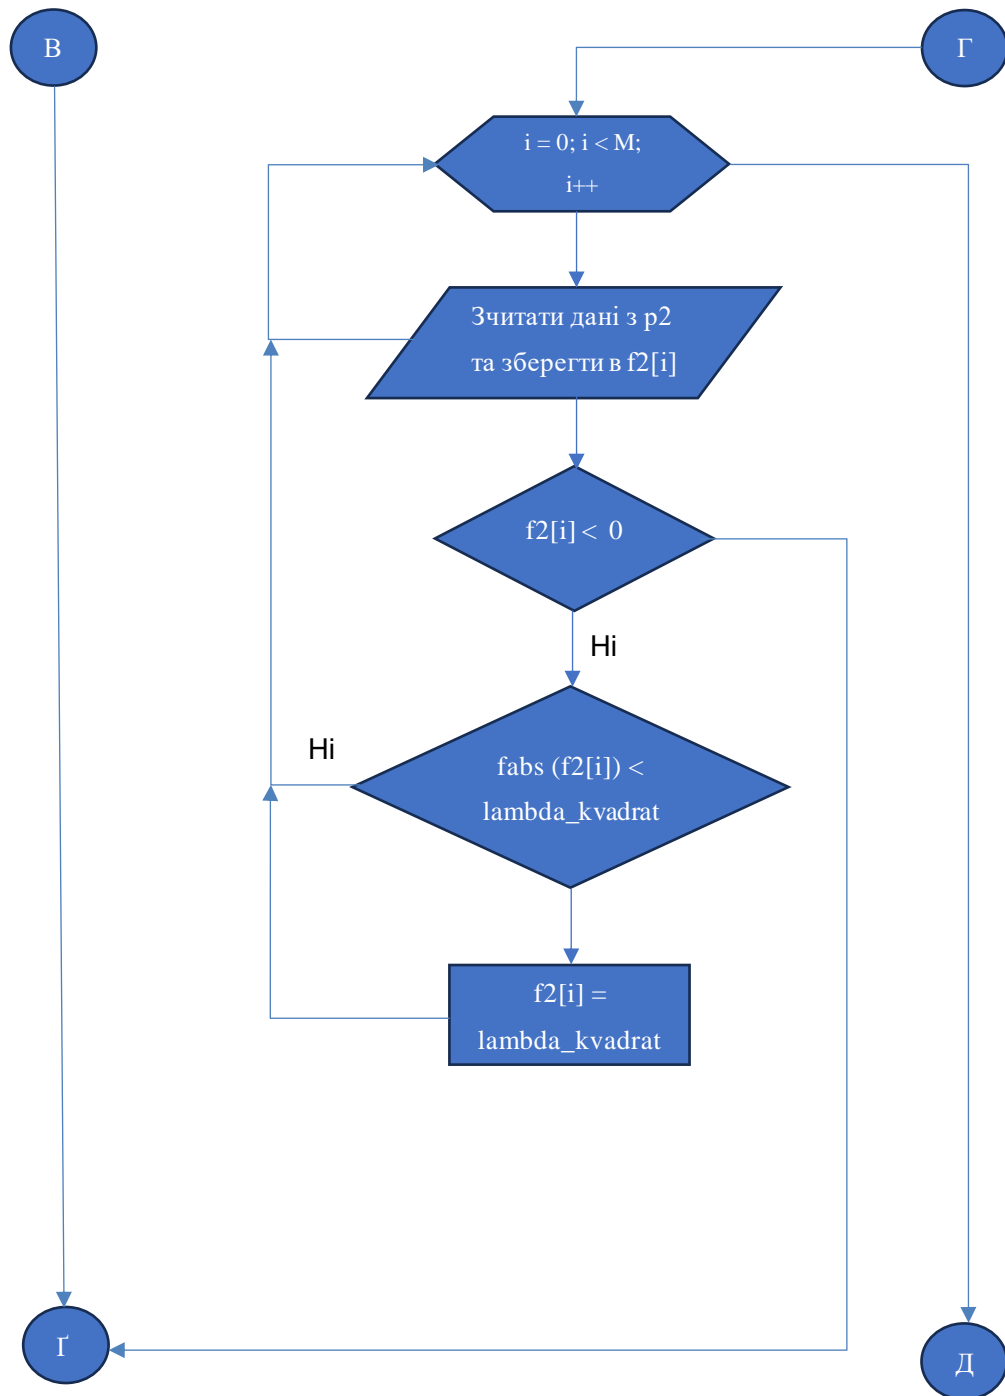 В
Г
i = 0; i < M;
i++
Зчитати дані з p2
та зберегти в f2[i]
f2[i] < 0
Ні
Ні
fabs (f2[i]) <
lambda_kvadrat
f2[i] =
lambda_kvadrat
Ґ
Д